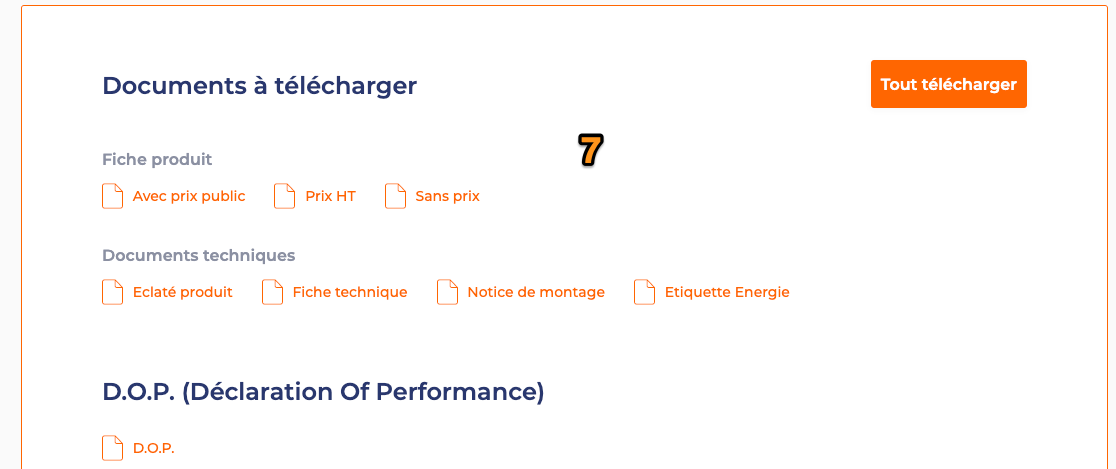 Documents à télécharger
Tout télécharger
7
Fiche produit
Avec prix public Prix HT Sans prix
Documents techniques
Eclaté produit Fiche technique Notice de montage Etiquette Energie
D.O.P. (Déclaration Of Performance)
D.O.P.